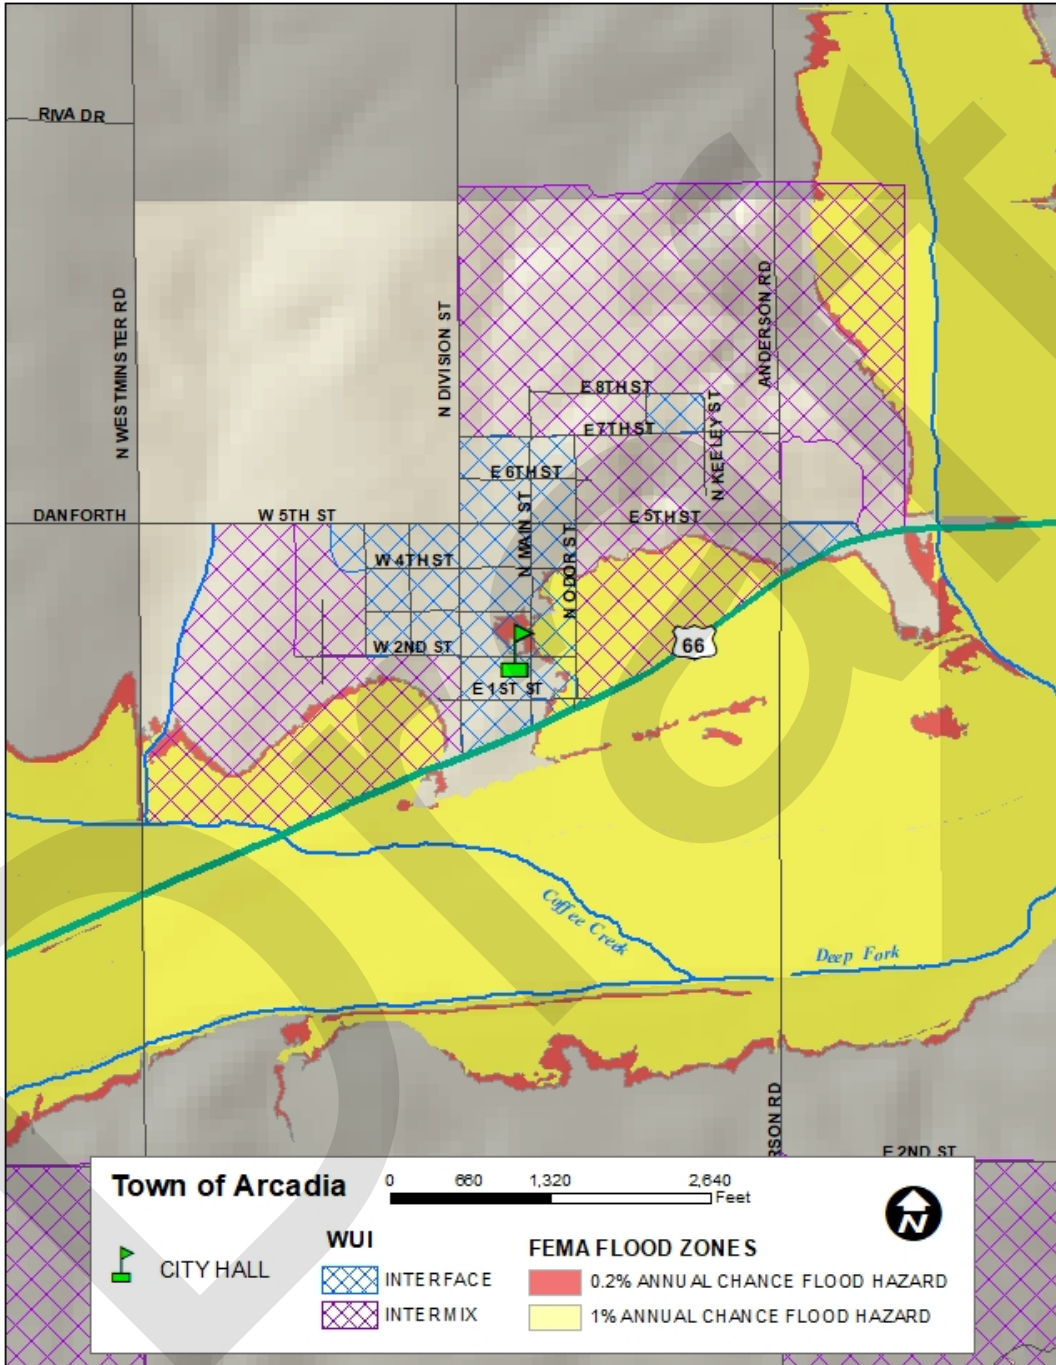 RIVA DR
N WESTMINSTER RD
N DIVISION ST
ANDERSON RD
E 8TH ST
E 7TH ST
N KEELEY ST
E 6TH ST
N MAIN ST
DANFORTH
W 5TH ST
E 5TH ST
W 4TH ST
N ODOR ST
W 2ND ST
66
E 1ST ST
Coffee Creek
Deep Fork
RSON RD
E 2ND ST
Town of Arcadia
0 660 1,320 2,640
Feet
N
CITY HALL
WUI
INTERFACE
INTERMIX
FEMA FLOOD ZONES
0.2% ANNUAL CHANCE FLOOD HAZARD
1% ANNUAL CHANCE FLOOD HAZARD
Draft